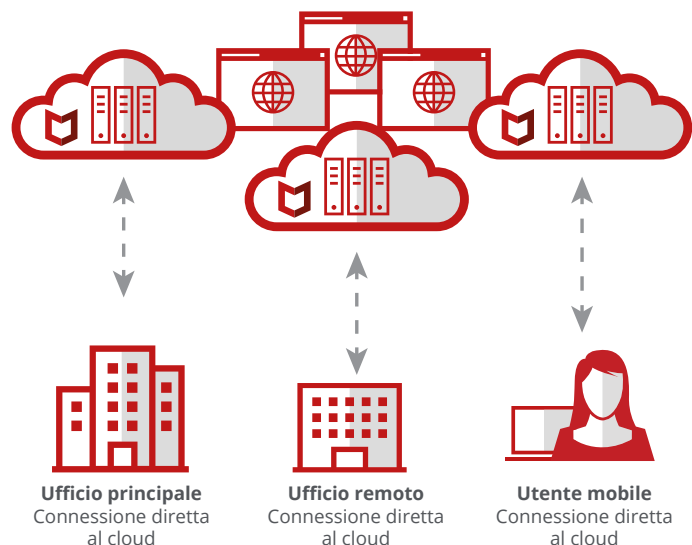 Ufficio principale
Connessione diretta
al cloud
Ufficio remoto
Connessione diretta
al cloud
Utente mobile
Connessione diretta
al cloud